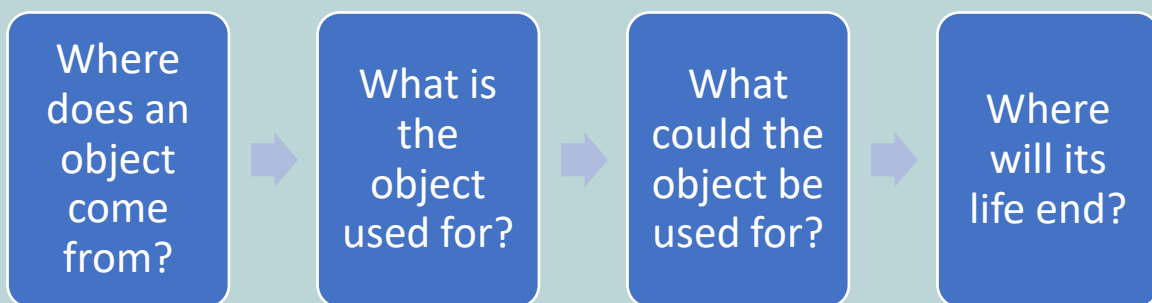 Where
does an
object
come
from?
What is
the
object
used for?
What
could the
object be
used for?
Where
will its
life end?